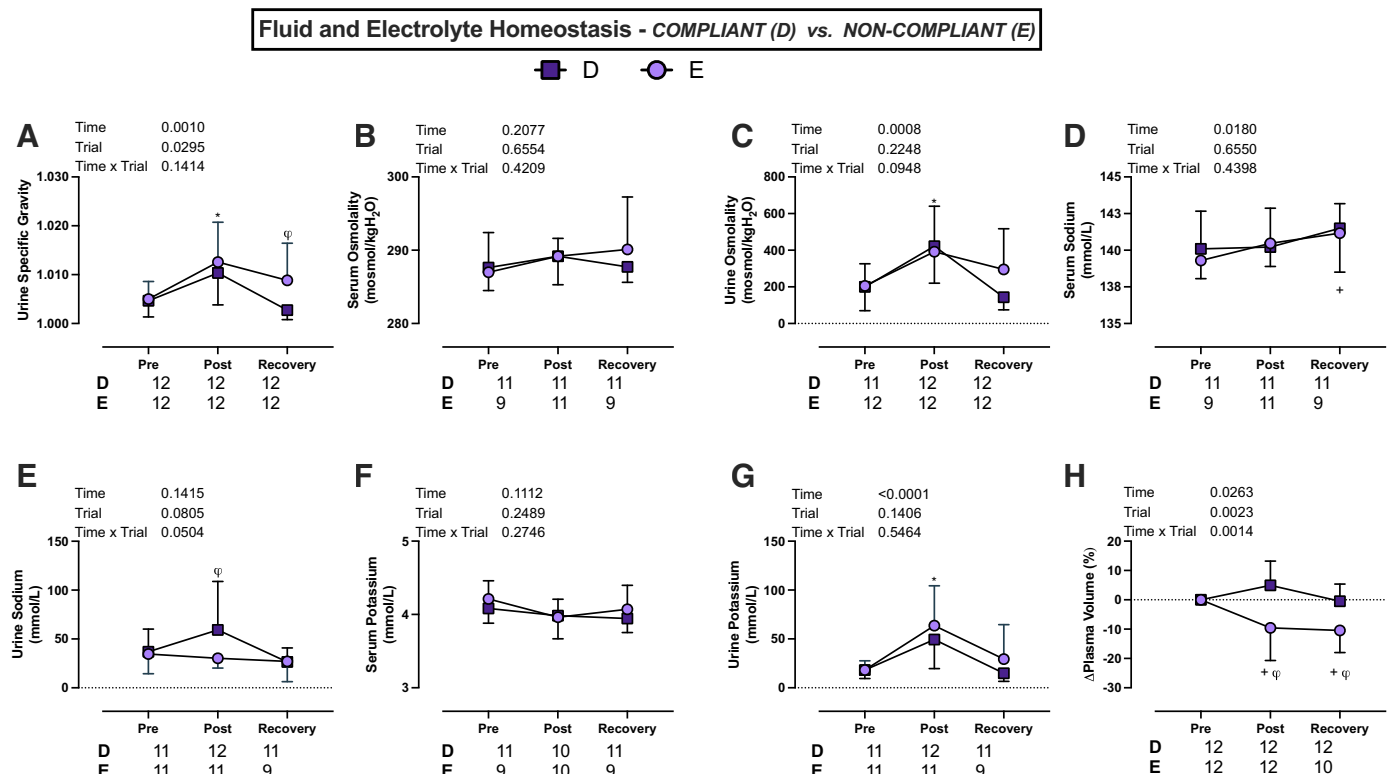 Fluid and Electrolyte Homeostasis - COMPLIANT (D) vs. NON-COMPLIANT (E)
D E
A
Time 0.0010
Trial 0.0295
Time x Trial 0.1414
Urine Specific Gravity
1.030
1.020
1.010
1.000
*
φ
Pre Post Recovery
D 12 12 12
E 12 12 12
B
Time 0.2077
Trial 0.6554
Time x Trial 0.4209
Serum Osmolality
(mosmol/kgH₂O)
300
290
280
Pre Post Recovery
D 11 11 11
E 9 11 9
C
Time 0.0008
Trial 0.2248
Time x Trial 0.0948
Urine Osmolality
(mosmol/kgH₂O)
800
600
400
200
0
*
Pre Post Recovery
D 11 12 12
E 12 12 12
D
Time 0.0180
Trial 0.6550
Time x Trial 0.4398
Serum Sodium
(mmol/L)
145
143
140
138
135
+
Pre Post Recovery
D 11 11 11
E 9 11 9
E
Time 0.1415
Trial 0.0805
Time x Trial 0.0504
Urine Sodium
(mmol/L)
150
100
50
0
φ
Pre Post Recovery
D 11 12 11
E 11 11 9
F
Time 0.1112
Trial 0.2489
Time x Trial 0.2746
Serum Potassium
(mmol/L)
5
4
3
Pre Post Recovery
D 11 10 11
E 9 10 9
G
Time <0.0001
Trial 0.1406
Time x Trial 0.5464
Urine Potassium
(mmol/L)
150
100
50
0
*
Pre Post Recovery
D 11 12 11
E 11 11 9
H
Time 0.0263
Trial 0.0023
Time x Trial 0.0014
ΔPlasma Volume (%)
20
10
0
-10
-20
-30
+ φ + φ
Pre Post Recovery
D 12 12 12
E 12 12 10